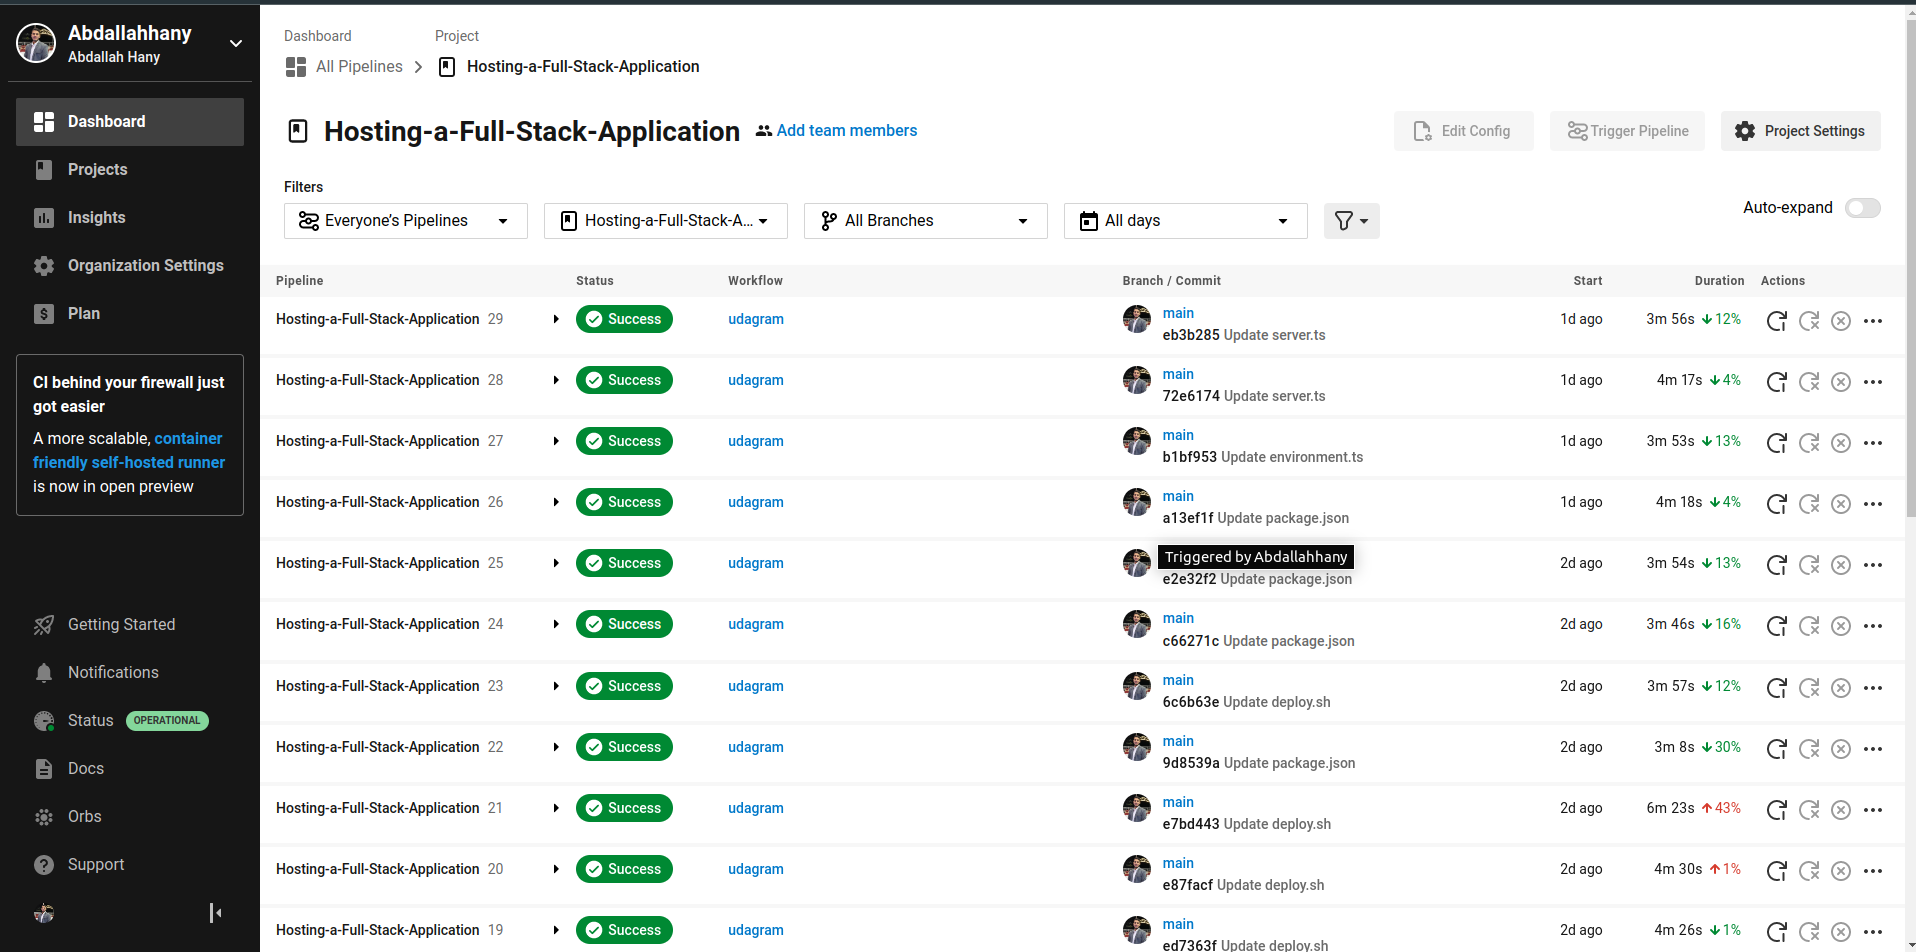 Abdallahhany
Abdallah Hany
Dashboard
Projects
Insights
Organization Settings
Plan
CI behind your firewall just
got easier
A more scalable, container
friendly self-hosted runner
is now in open preview
Getting Started
Notifications
Status OPERATIONAL
Docs
Orbs
Support
Dashboard Project
All Pipelines Hosting-a-Full-Stack-Application
Hosting-a-Full-Stack-Application Add team members
Edit Config Trigger Pipeline Project Settings
Filters
Everyone’s Pipelines Hosting-a-Full-Stack-A... All Branches All days
Auto-expand
Pipeline Status Workflow Branch / Commit Start Duration Actions
Hosting-a-Full-Stack-Application 29 Success udagram main 1d ago 3m 56s 12%
eb3b285 Update server.ts
Hosting-a-Full-Stack-Application 28 Success udagram main 1d ago 4m 17s 4%
72e6174 Update server.ts
Hosting-a-Full-Stack-Application 27 Success udagram main 1d ago 3m 53s 13%
b1bf953 Update environment.ts
Hosting-a-Full-Stack-Application 26 Success udagram main 1d ago 4m 18s 4%
a13ef1f Update package.json
Hosting-a-Full-Stack-Application 25 Success udagram Triggered by Abdallahhany 2d ago 3m 54s 13%
e2e32f2 Update package.json
Hosting-a-Full-Stack-Application 24 Success udagram main 2d ago 3m 46s 16%
c66271c Update package.json
Hosting-a-Full-Stack-Application 23 Success udagram main 2d ago 3m 57s 12%
6c6b63e Update deploy.sh
Hosting-a-Full-Stack-Application 22 Success udagram main 2d ago 3m 8s 30%
9d8539a Update package.json
Hosting-a-Full-Stack-Application 21 Success udagram main 2d ago 6m 23s 43%
e7bd443 Update deploy.sh
Hosting-a-Full-Stack-Application 20 Success udagram main 2d ago 4m 30s 1%
e87facf Update deploy.sh
Hosting-a-Full-Stack-Application 19 Success udagram main 2d ago 4m 26s 1%
ed7363f Update deploy.sh